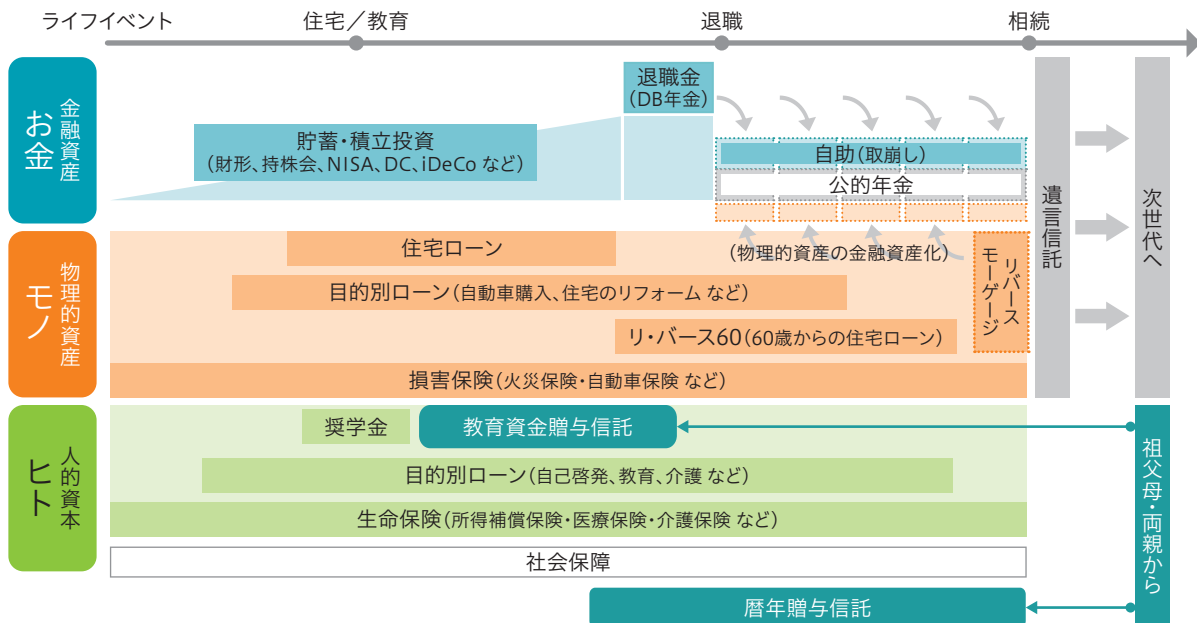 ライフイベント
住宅／教育
退職
相続
お金
金融資産
退職金
(DB年金)
貯蓄・積立投資
(財形、持株会、NISA、DC、iDeCo など)
自助(取崩し)
公的年金
遺言信託
次世代へ
モノ
物理的資産
住宅ローン
(物理的資産の金融資産化)
目的別ローン(自動車購入、住宅のリフォーム など)
リバース
モーゲージ
リ・バース60(60歳からの住宅ローン)
損害保険(火災保険・自動車保険 など)
ヒト
人的資本
奨学金
教育資金贈与信託
目的別ローン(自己啓発、教育、介護 など)
生命保険(所得補償保険・医療保険・介護保険 など)
社会保障
祖父母・両親から
暦年贈与信託